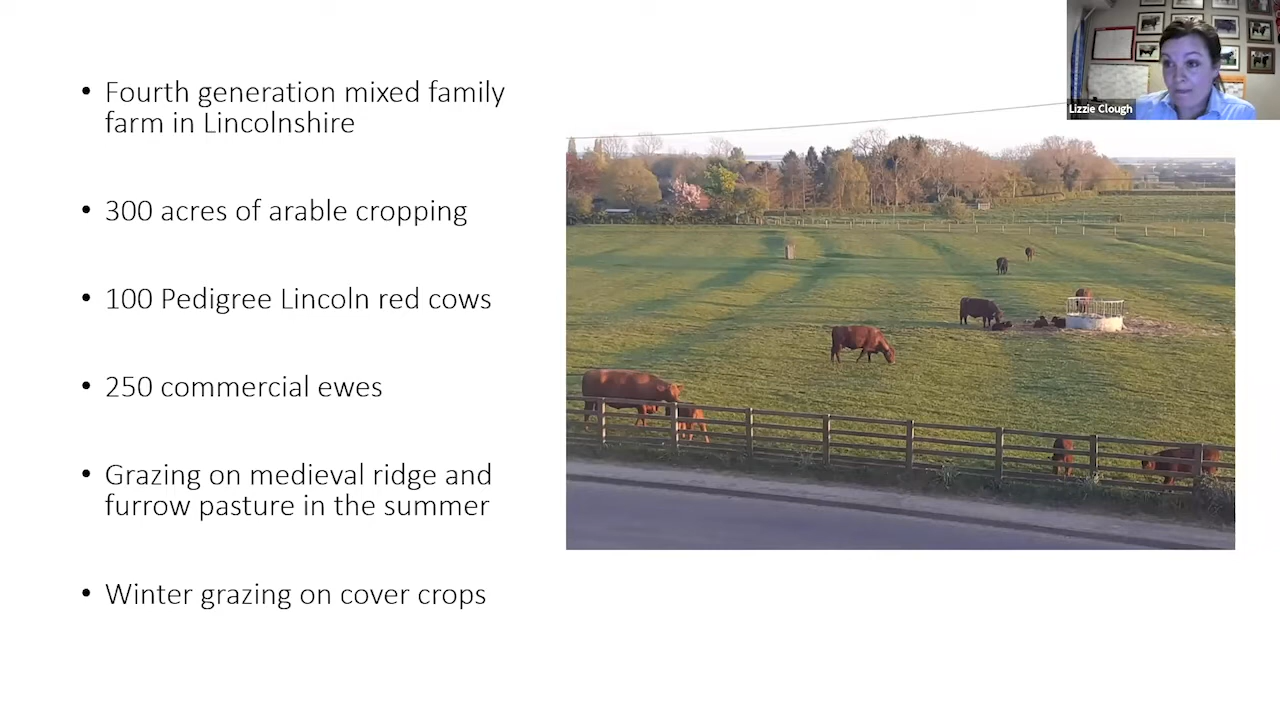 • Fourth generation mixed family
farm in Lincolnshire
• 300 acres of arable cropping
• 100 Pedigree Lincoln red cows
• 250 commercial ewes
• Grazing on medieval ridge and
furrow pasture in the summer
• Winter grazing on cover crops
Lizzie Clough